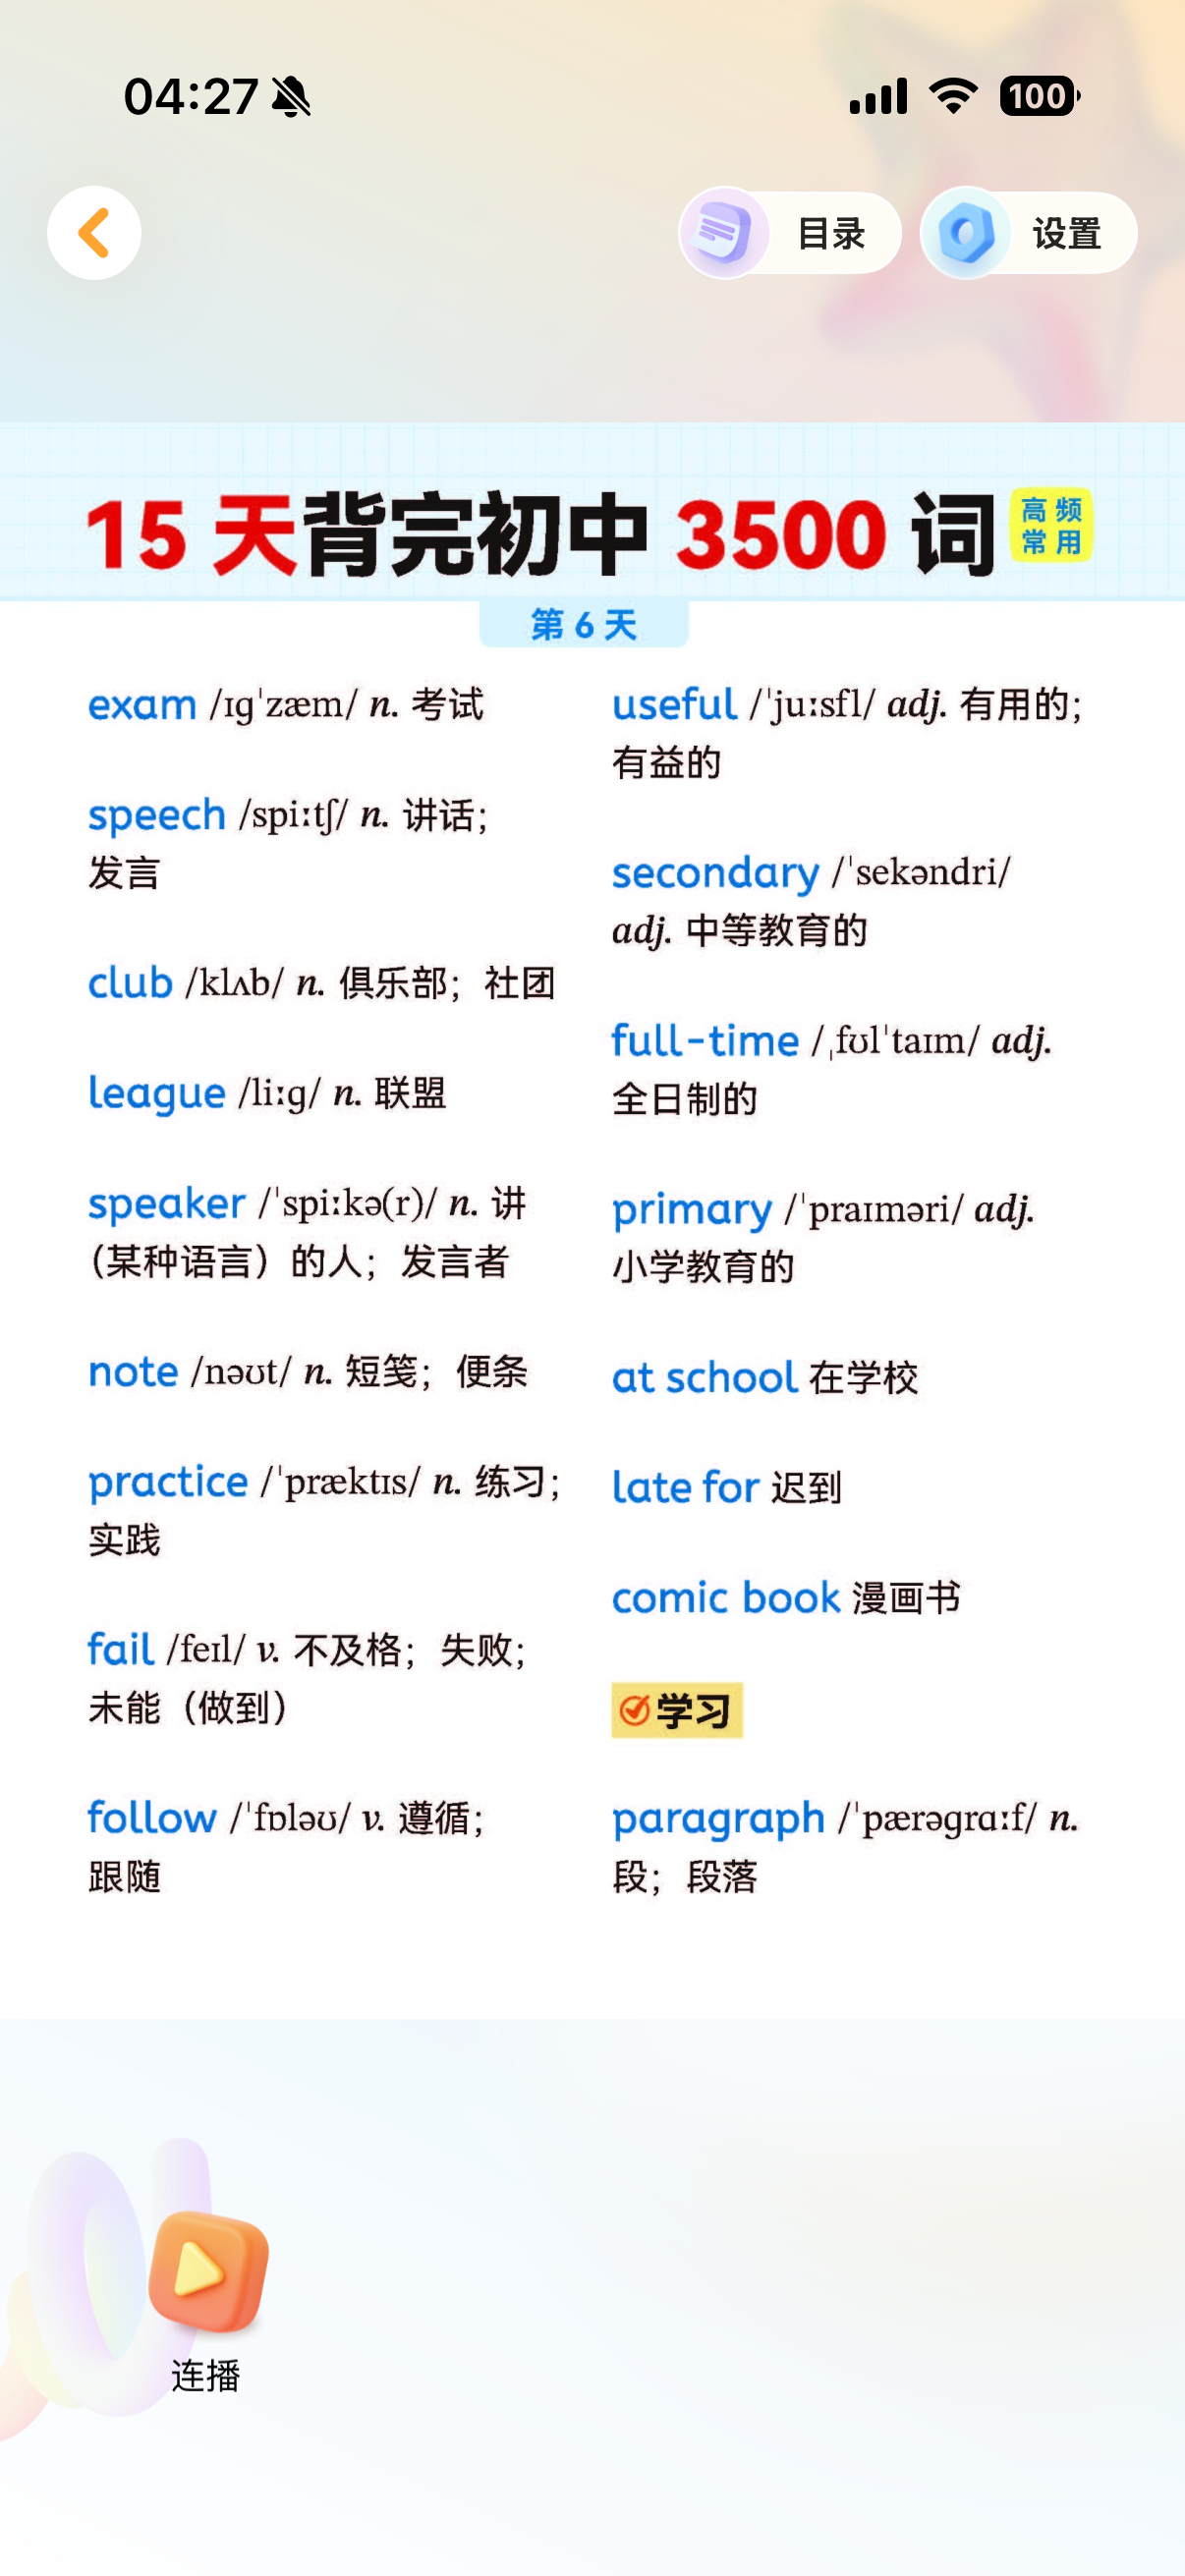 04:27
100
目录
设置
15 天背完初中 3500 词
高频
常用
第 6 天
exam /ɪɡˈzæm/ n. 考试
speech /spiːtʃ/ n. 讲话；
发言
club /klʌb/ n. 俱乐部；社团
league /liːɡ/ n. 联盟
speaker /ˈspiːkə(r)/ n. 讲
（某种语言）的人；发言者
note /nəʊt/ n. 短笺；便条
practice /ˈpræktɪs/ n. 练习；
实践
fail /feɪl/ v. 不及格；失败；
未能（做到）
follow /ˈfɒləʊ/ v. 遵循；
跟随
useful /ˈjuːsfl/ adj. 有用的；
有益的
secondary /ˈsekəndri/
adj. 中等教育的
full-time /ˌfʊlˈtaɪm/ adj.
全日制的
primary /ˈpraɪməri/ adj.
小学教育的
at school 在学校
late for 迟到
comic book 漫画书
学习
paragraph /ˈpærəɡrɑːf/ n.
段；段落
连播